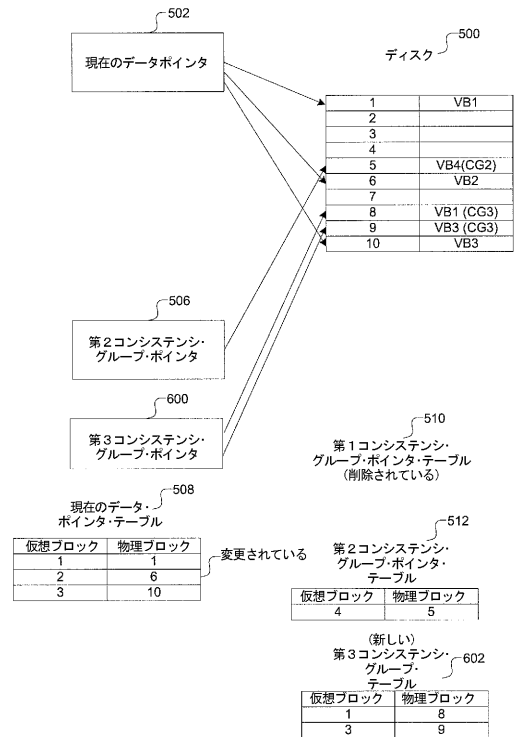 502
現在のデータポインタ
500
ディスク
1 VB1
2
3
4
5 VB4(CG2)
6 VB2
7
8 VB1 (CG3)
9 VB3 (CG3)
10 VB3
506
第2コンシステンシ・
グループ・ポインタ
600
第3コンシステンシ・
グループ・ポインタ
510
第1コンシステンシ・
グループ・ポインタ・テーブル
(削除されている)
508
現在のデータ・
ポインタ・テーブル
仮想ブロック 物理ブロック
1 1
2 6
3 10
変更されている
512
第2コンシステンシ・
グループ・ポインタ・
テーブル
仮想ブロック 物理ブロック
4 5
(新しい)
第3コンシステンシ・
グループ・
テーブル
602
仮想ブロック 物理ブロック
1 8
3 9